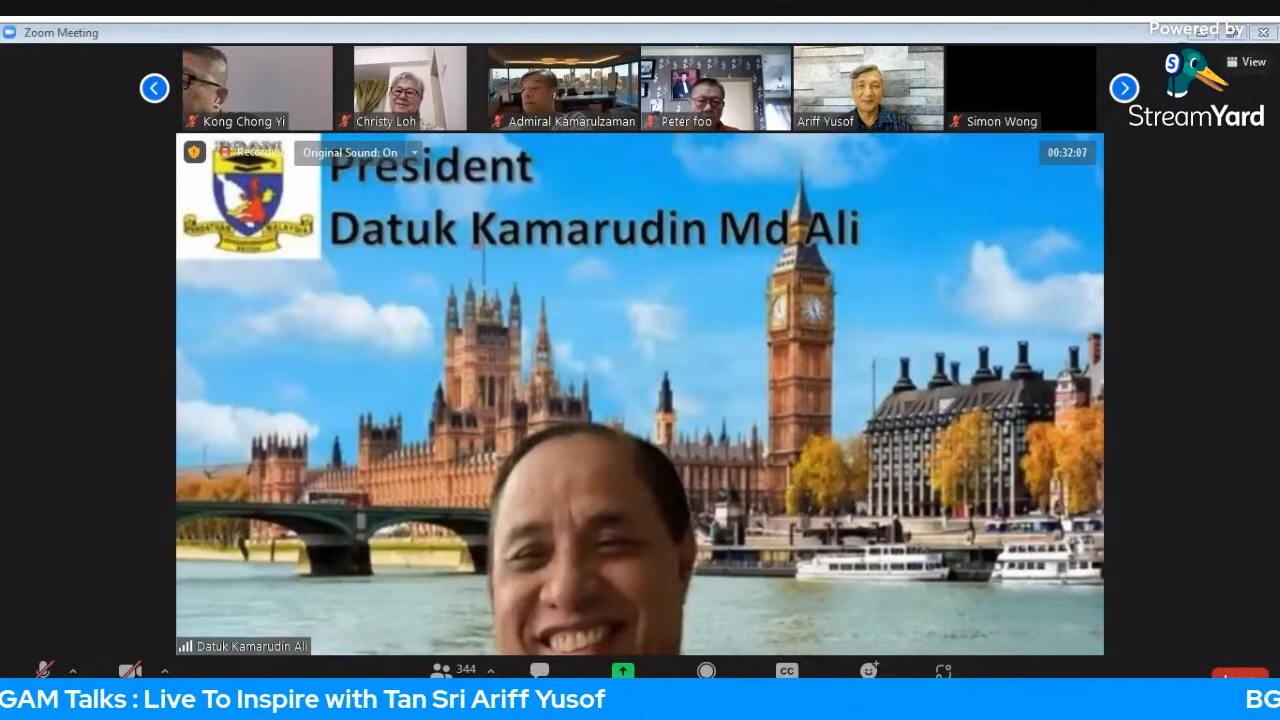 Zoom Meeting
Powered by
StreamYard
View
Kong Chong Yi
Christy Loh
Admiral Kamarulzaman
Peter foo
Ariff Yusof
Simon Wong
Recording
Original Sound: On
00:32:07
President
Datuk Kamarudin Md Ali
Datuk Kamarudin Ali
344
CC
GAM Talks : Live To Inspire with Tan Sri Ariff Yusof
BG